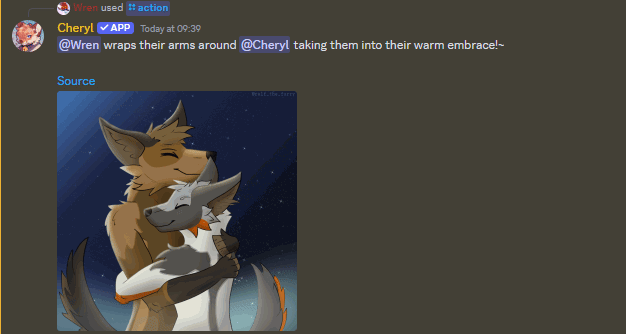 Wren used action
Cheryl ✓ APP Today at 09:39
@Wren wraps their arms around @Cheryl taking them into their warm embrace!~
Source